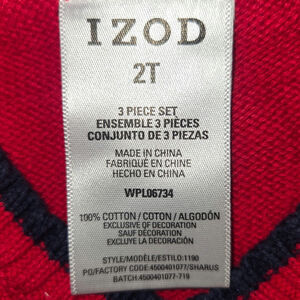 IZOD
2T
3 PIECE SET
ENSEMBLE 3 PIÈCES
CONJUNTO DE 3 PIEZAS
MADE IN CHINA
FABRIQUÉ EN CHINE
HECHO EN CHINA
WPL06734
100% COTTON / COTON / ALGODÓN
EXCLUSIVE OF DECORATION
SAUF DÉCORATION
EXCLUYE LA DECORACIÓN
STYLE/MODÈLE/ESTILO:1190
PO/FACTORY CODE:4500401077/SHARUS
BATCH:4500401077-719